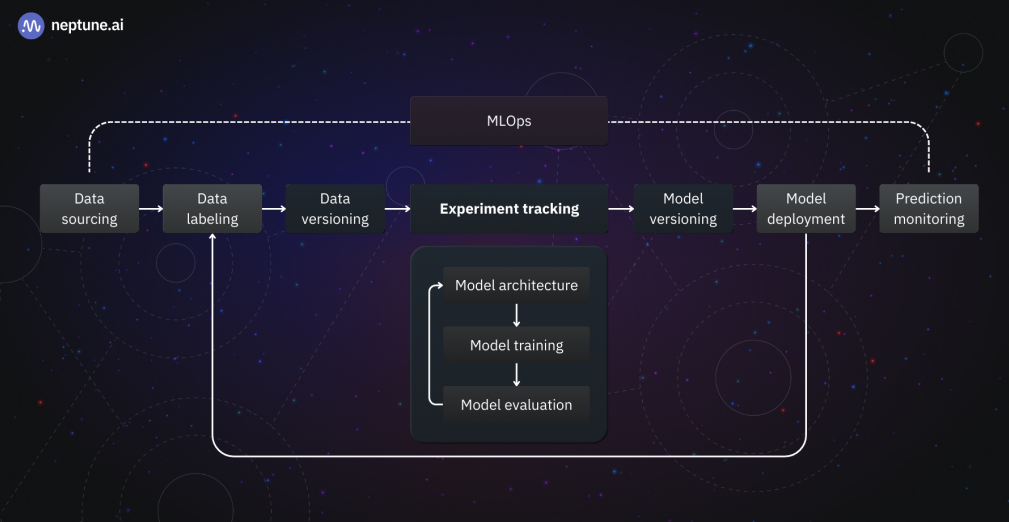 neptune.ai
MLOps
Data
sourcing
Data
labeling
Data
versioning
Experiment tracking
Model
versioning
Model
deployment
Prediction
monitoring
Model architecture
Model training
Model evaluation